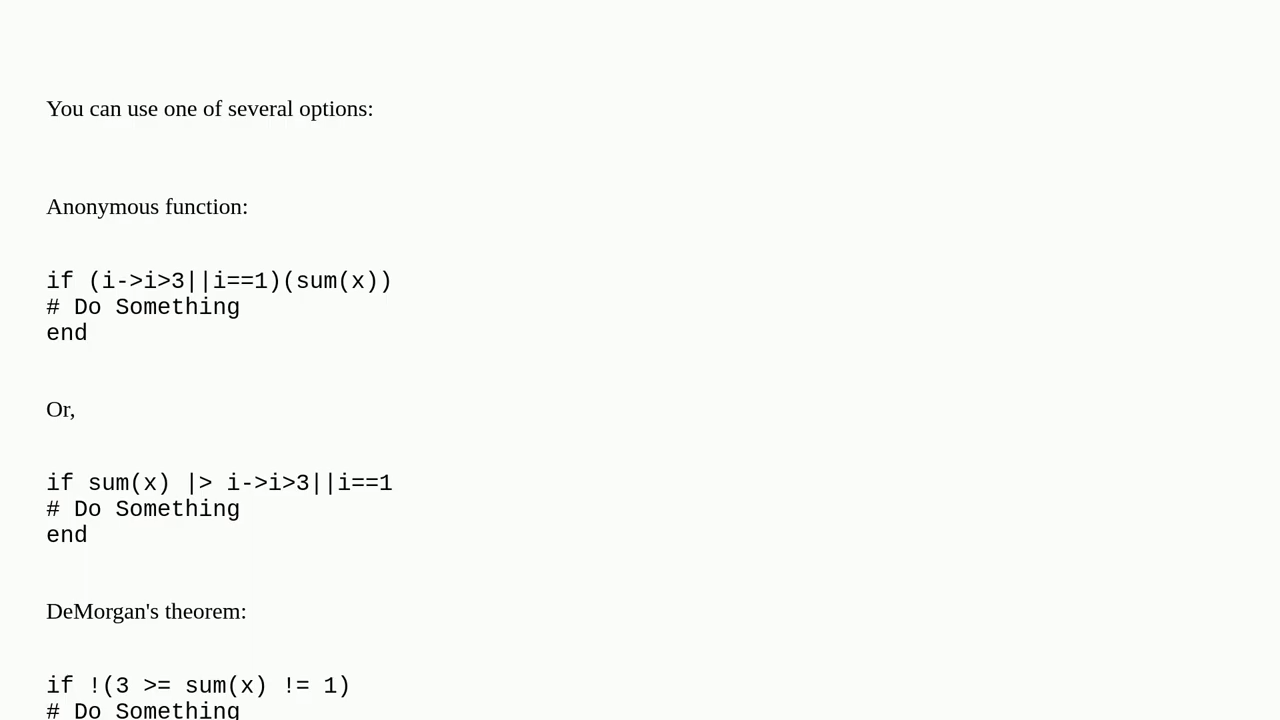 You can use one of several options:
Anonymous function:
if (i->i>3||i==1)(sum(x))
# Do Something
end
Or,
if sum(x) |> i->i>3||i==1
# Do Something
end
DeMorgan's theorem:
if !(3 >= sum(x) != 1)
# Do Something